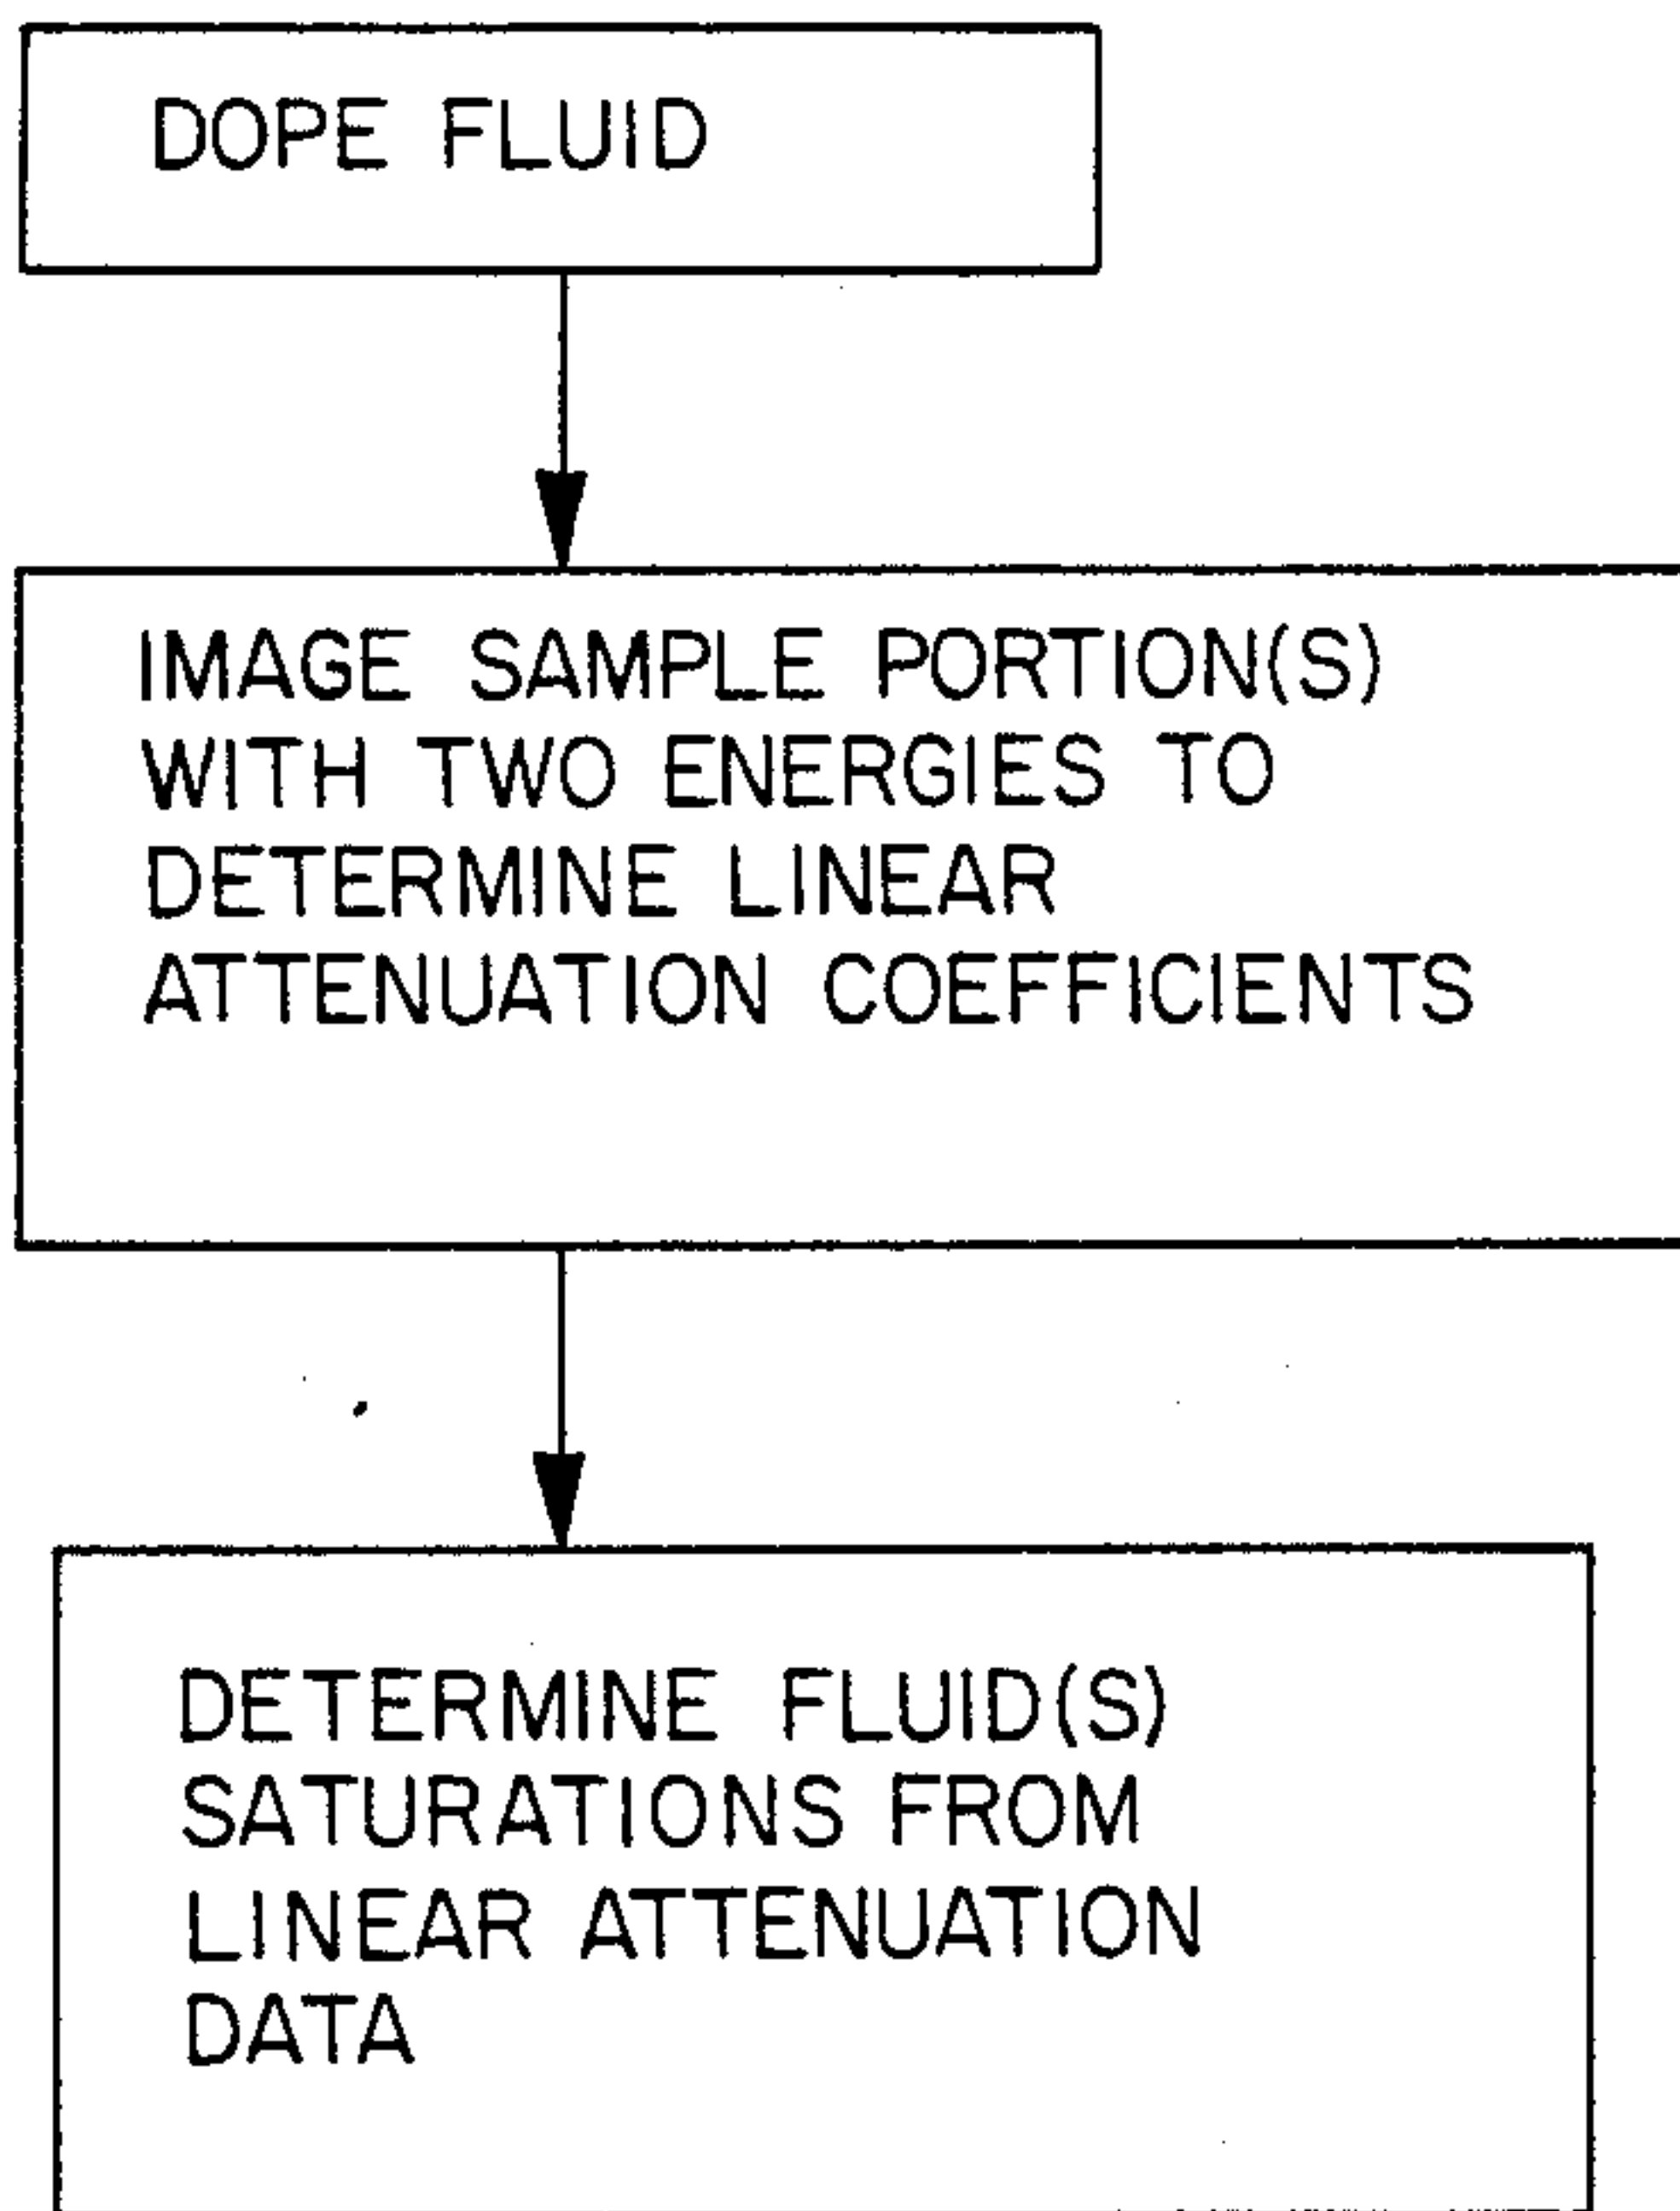 DOPE FLUID
IMAGE SAMPLE PORTION(S)
WITH TWO ENERGIES TO
DETERMINE LINEAR
ATTENUATION COEFFICIENTS
DETERMINE FLUID(S)
SATURATIONS FROM
LINEAR ATTENUATION
DATA